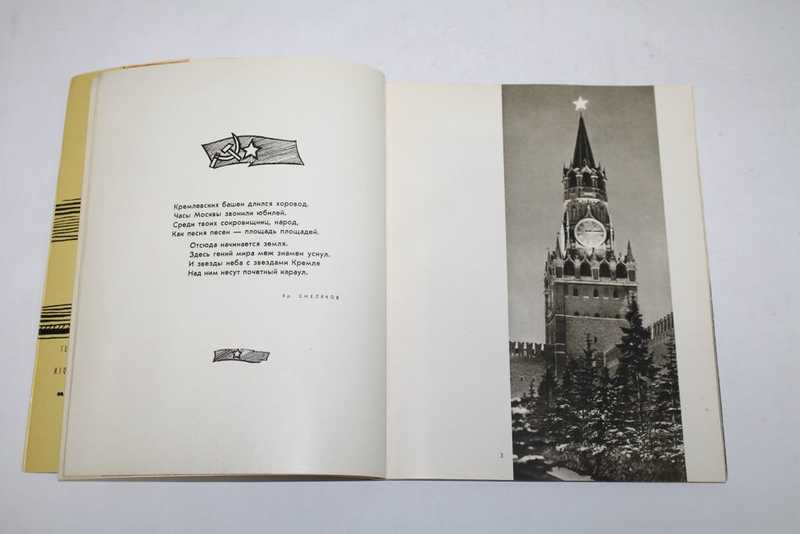 Кремлевских башен длился хоровод,
Часы Москвы звонили юбилей.
Среди твоих сокровищниц, народ,
Как песня песен — площадь площадей.
Отсюда начинается земля.
Здесь гений мира меж знамен уснул,
И звезды неба с звездами Кремля
Над ним несут почетный караул.
Яр. СМЕЛЯКОВ
3